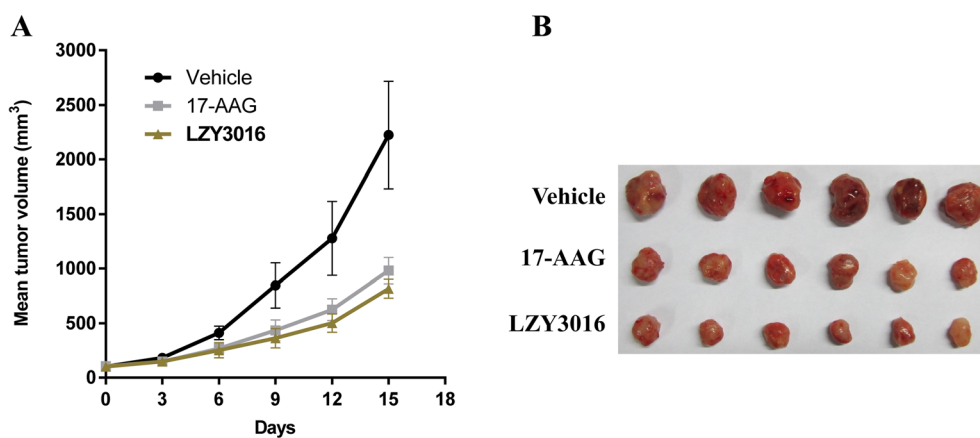 A
3000
2500
2000
1500
1000
500
0
Mean tumor volume (mm³)
Vehicle
17-AAG
LZY3016
0 3 6 9 12 15 18
Days
B
Vehicle
17-AAG
LZY3016